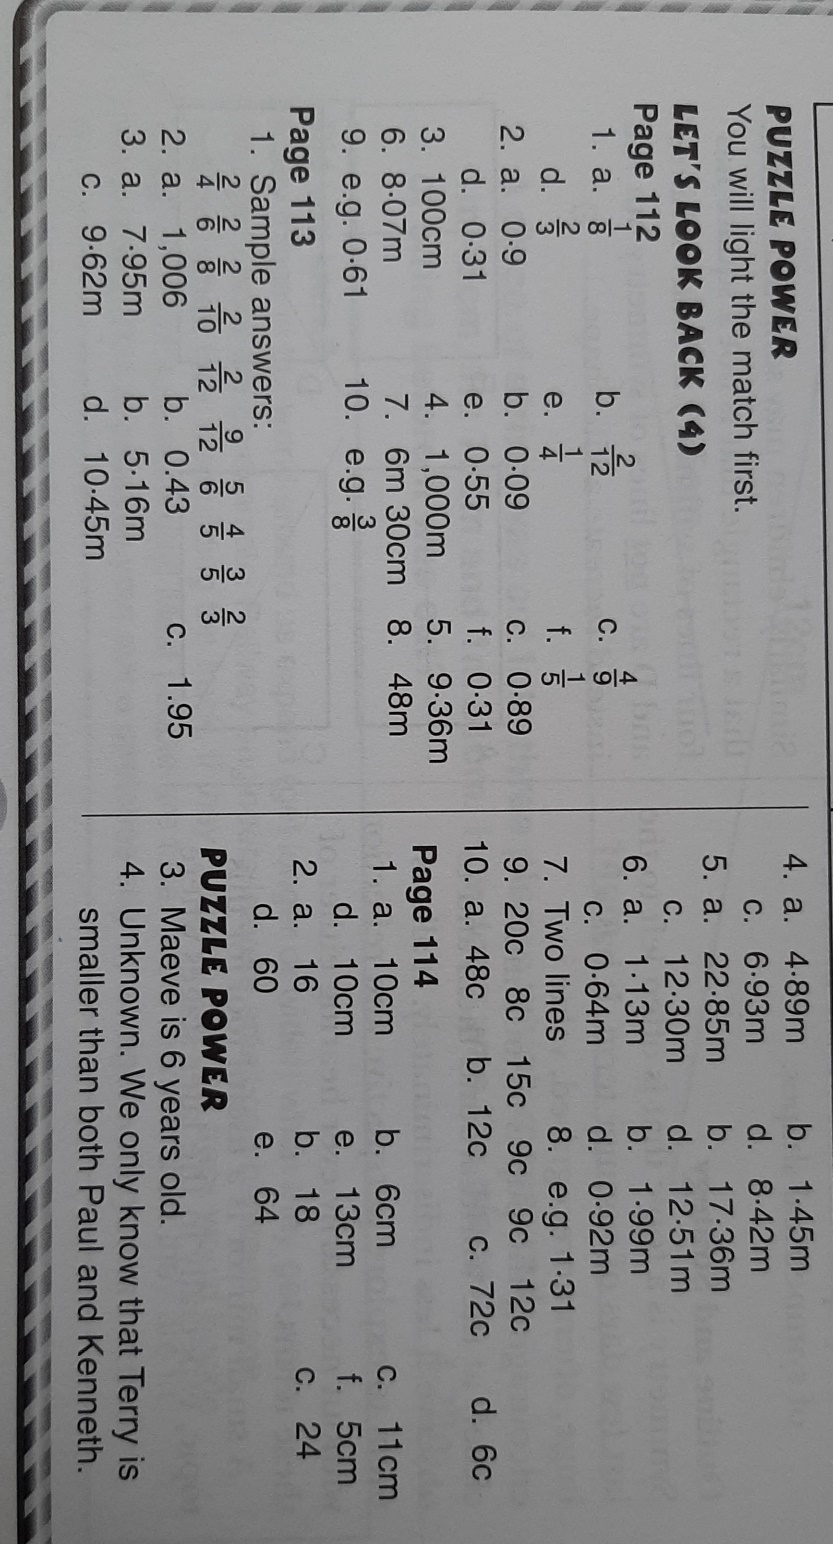 PUZZLE POWER
You will light the match first.
LET'S LOOK BACK (4)
Page 112
1. a. 1/8 b. 2/12 c. 4/9
d. 2/3 e. 1/4 f. 1/5
2. a. 0·9 b. 0·09 c. 0·89
d. 0·31 e. 0·55 f. 0·31
3. 100cm 4. 1,000m 5. 9·36m
6. 8·07m 7. 6m 30cm 8. 48m
9. e.g. 0·61 10. e.g. 3/8
Page 113
1. Sample answers:
2/4 2/6 2/8 2/10 2/12 9/12 5/6 4/5 3/5 2/3
2. a. 1,006 b. 0.43 c. 1.95
3. a. 7·95m b. 5·16m
c. 9·62m d. 10·45m
4. a. 4·89m b. 1·45m
c. 6·93m d. 8·42m
5. a. 22·85m b. 17·36m
c. 12·30m d. 12·51m
6. a. 1·13m b. 1·99m
c. 0·64m d. 0·92m
7. Two lines 8. e.g. 1·31
9. 20c 8c 15c 9c 9c 12c
10. a. 48c b. 12c c. 72c d. 6c
Page 114
1. a. 10cm b. 6cm c. 11cm
d. 10cm e. 13cm f. 5cm
2. a. 16 b. 18 c. 24
d. 60 e. 64
PUZZLE POWER
3. Maeve is 6 years old.
4. Unknown. We only know that Terry is
smaller than both Paul and Kenneth.